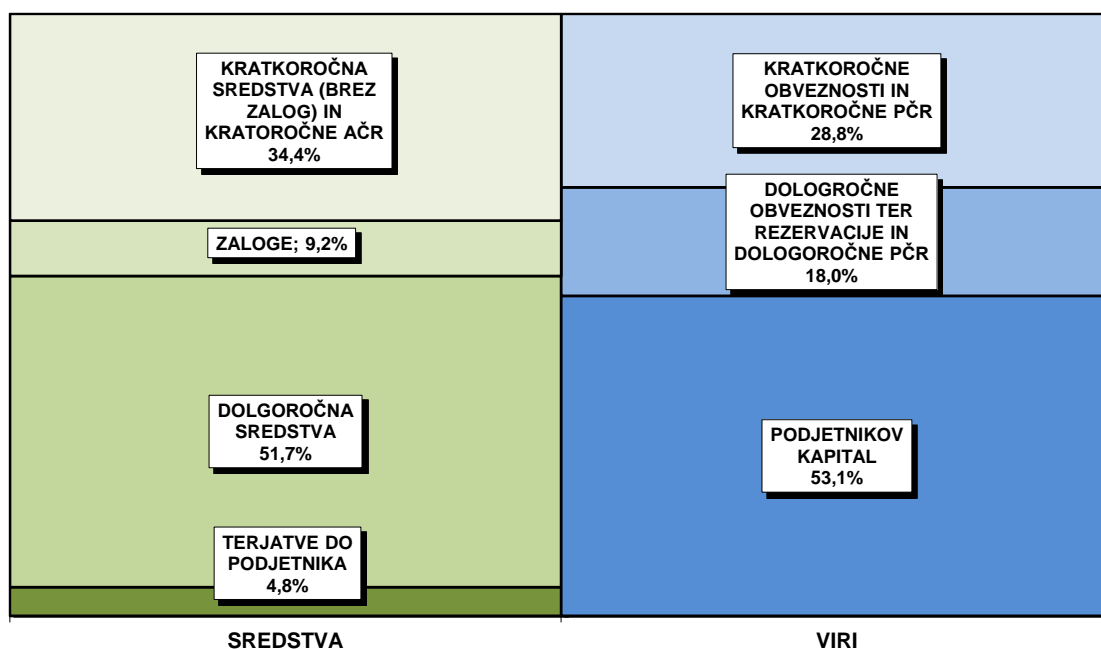 KRATKOROČNA
SREDSTVA (BREZ
ZALOG) IN
KRATOROČNE AČR
34,4%
ZALOGE; 9,2%
DOLGOROČNA
SREDSTVA
51,7%
TERJATVE DO
PODJETNIKA
4,8%
SREDSTVA
KRATKOROČNE
OBVEZNOSTI IN
KRATKOROČNE PČR
28,8%
DOLOGROČNE
OBVEZNOSTI TER
REZERVACIJE IN
DOLOGOROČNE PČR
18,0%
PODJETNIKOV
KAPITAL
53,1%
VIRI